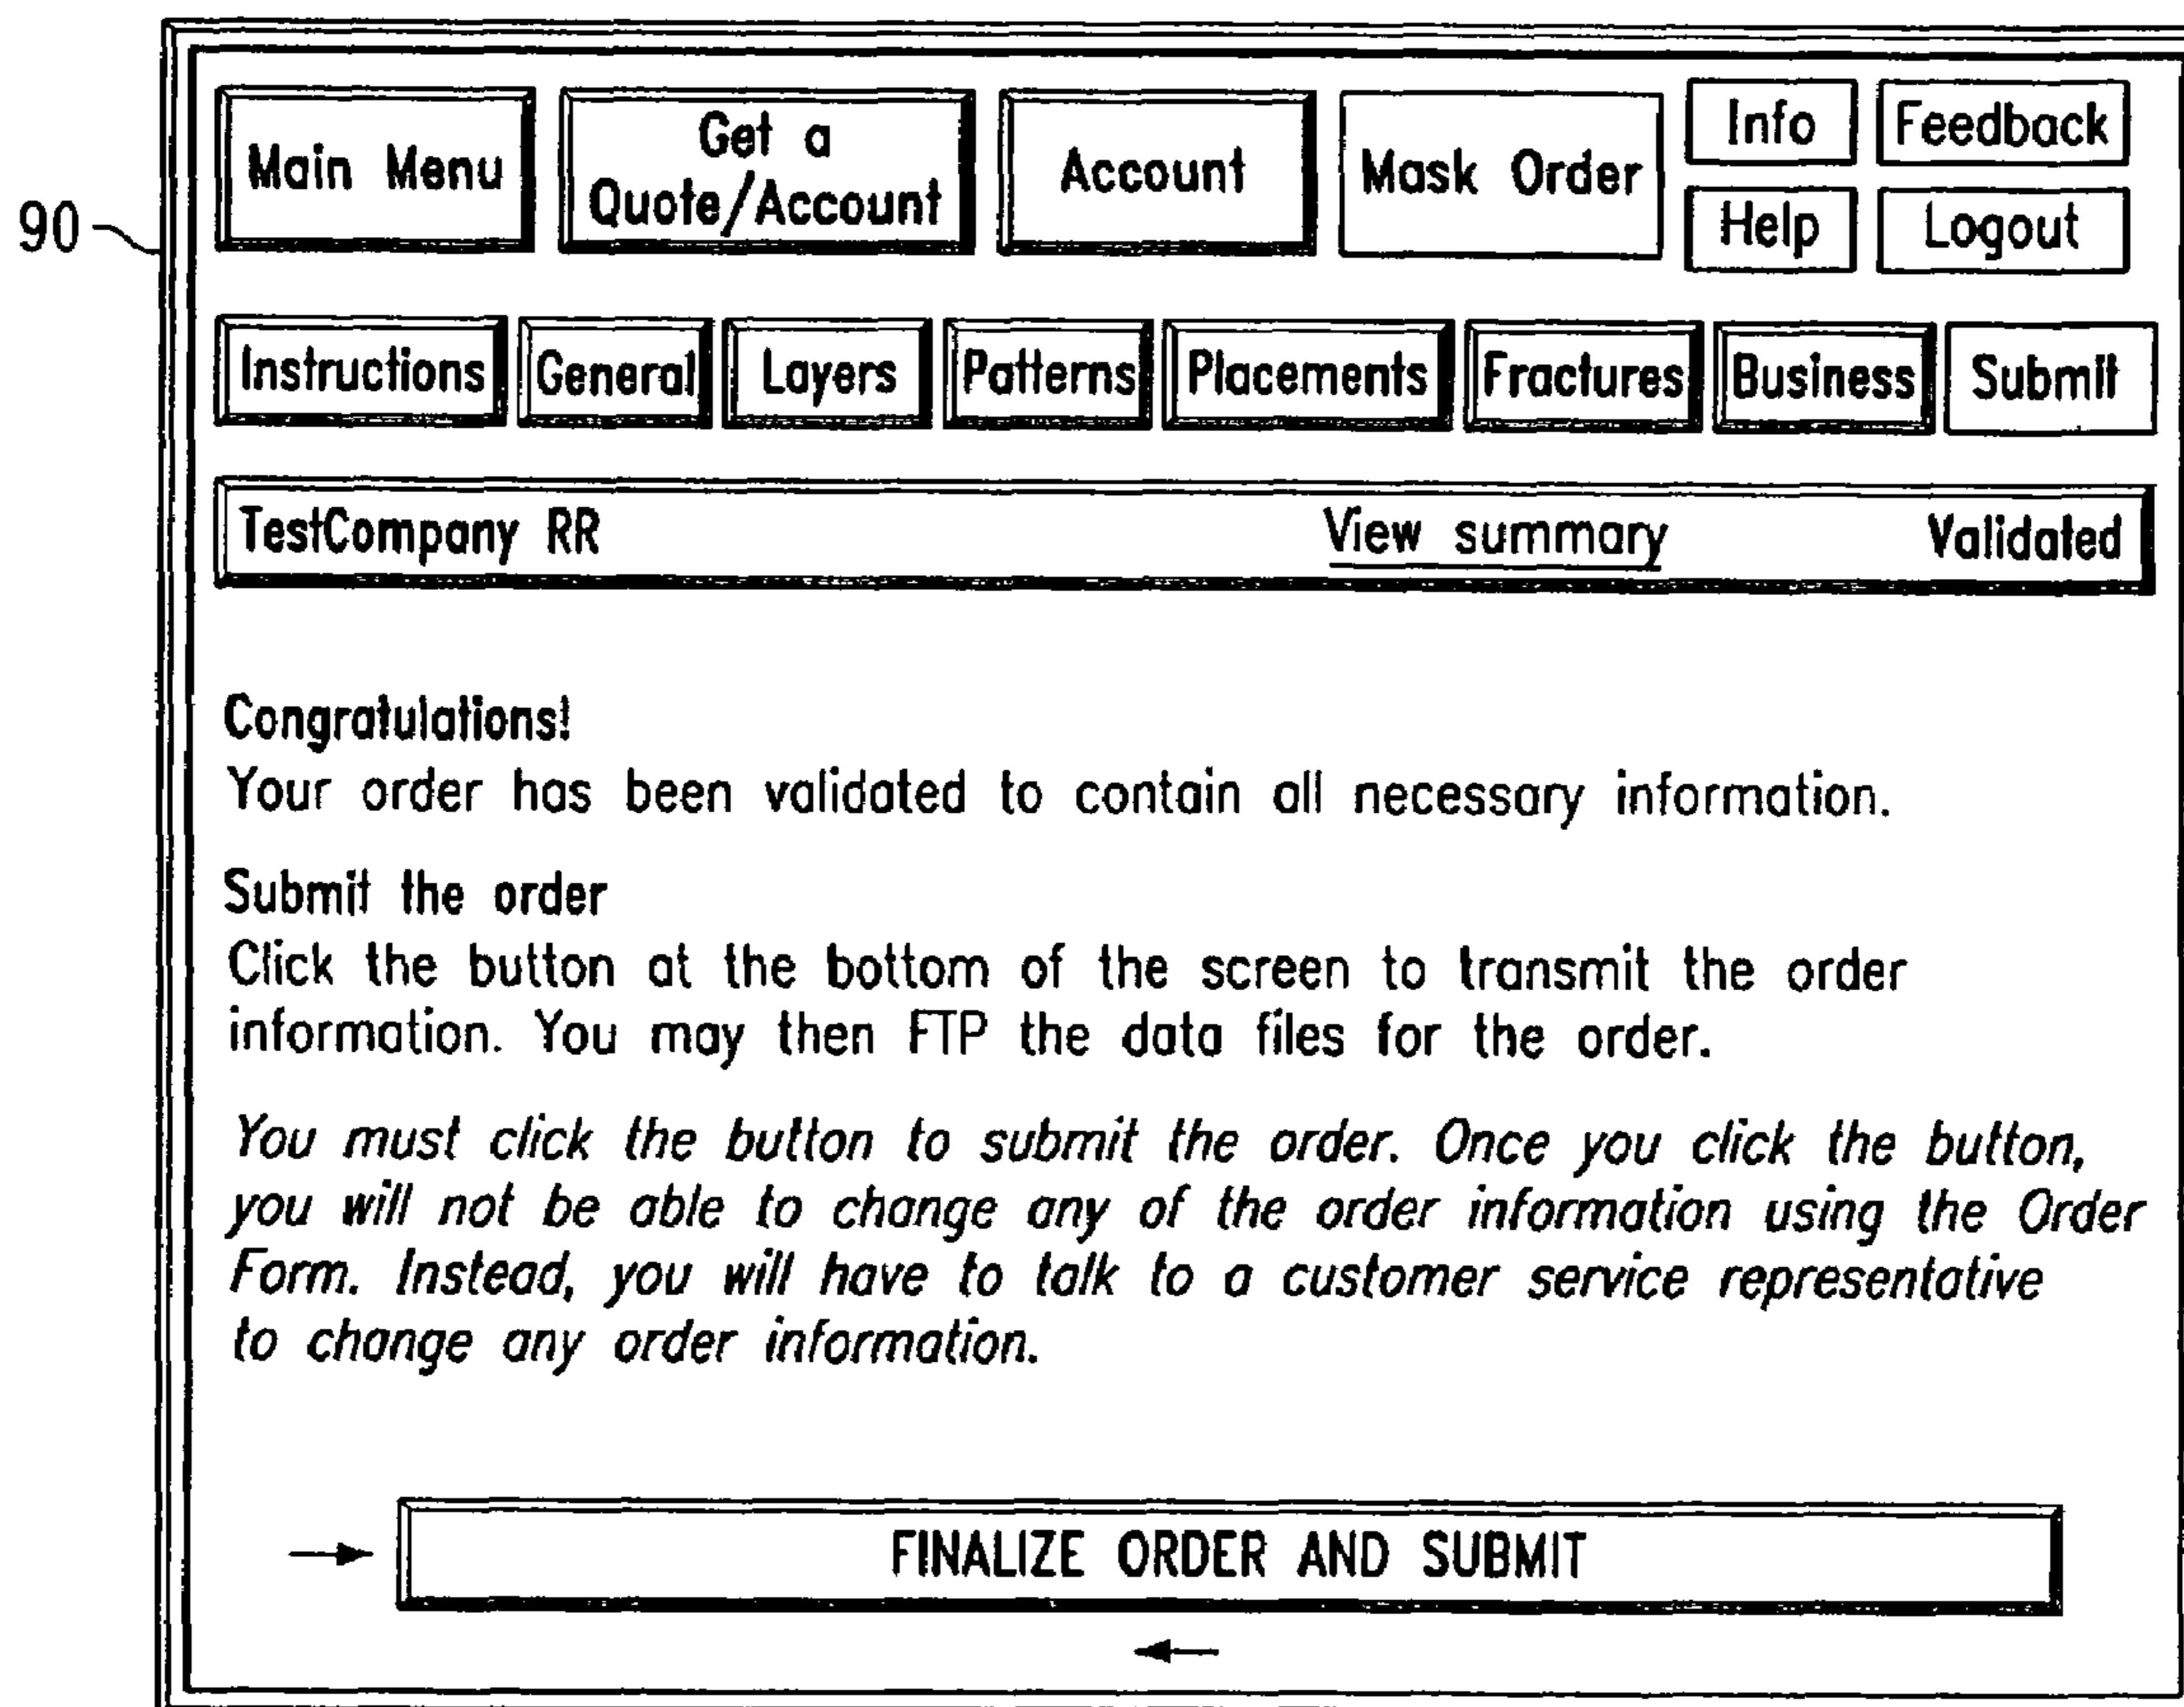 90
Main Menu
Get a
Quote/Account
Account
Mask Order
Info
Feedback
Help
Logout
Instructions
General
Layers
Patterns
Placements
Fractures
Business
Submit
TestCompany RR
View summary
Validated
Congratulations!
Your order has been validated to contain all necessary information.
Submit the order
Click the button at the bottom of the screen to transmit the order
information. You may then FTP the data files for the order.
You must click the button to submit the order. Once you click the button,
you will not be able to change any of the order information using the Order
Form. Instead, you will have to talk to a customer service representative
to change any order information.
FINALIZE ORDER AND SUBMIT